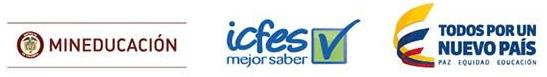 MINEDUCACIÓN
icfes
mejor saber
TODOS POR UN
NUEVO PAÍS
PAZ EQUIDAD EDUCACIÓN